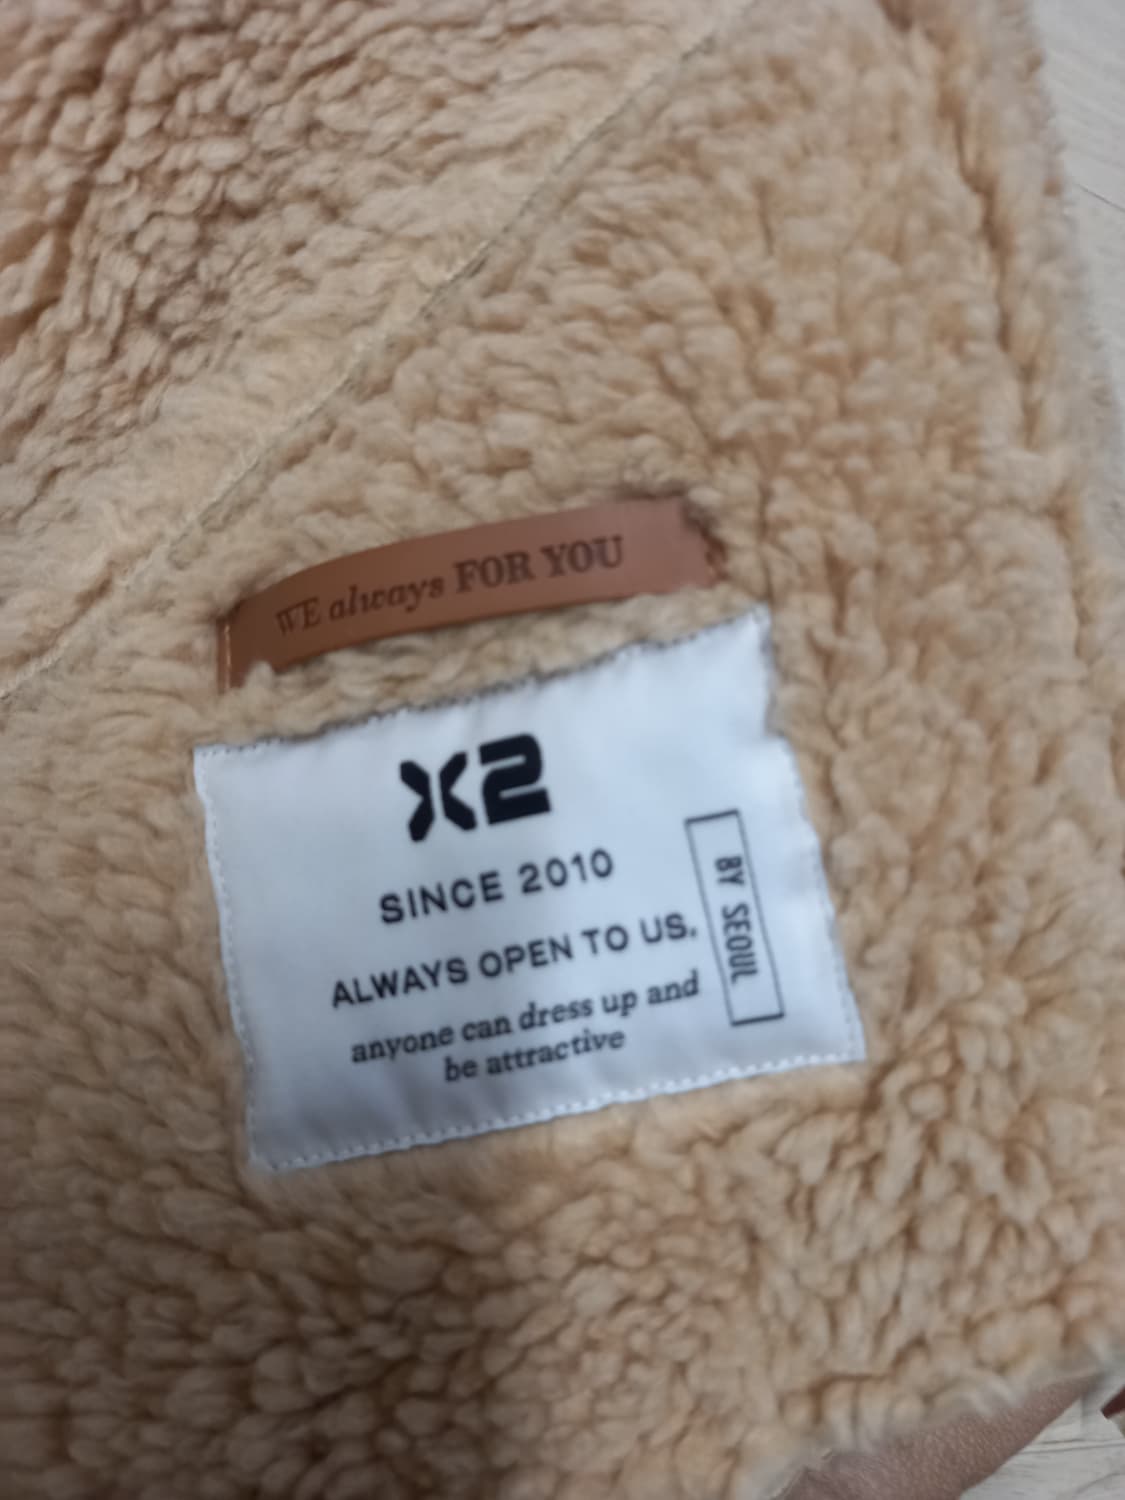 WE always FOR YOU
X2
SINCE 2010
ALWAYS OPEN TO US.
anyone can dress up and
be attractive
BY SEOUL